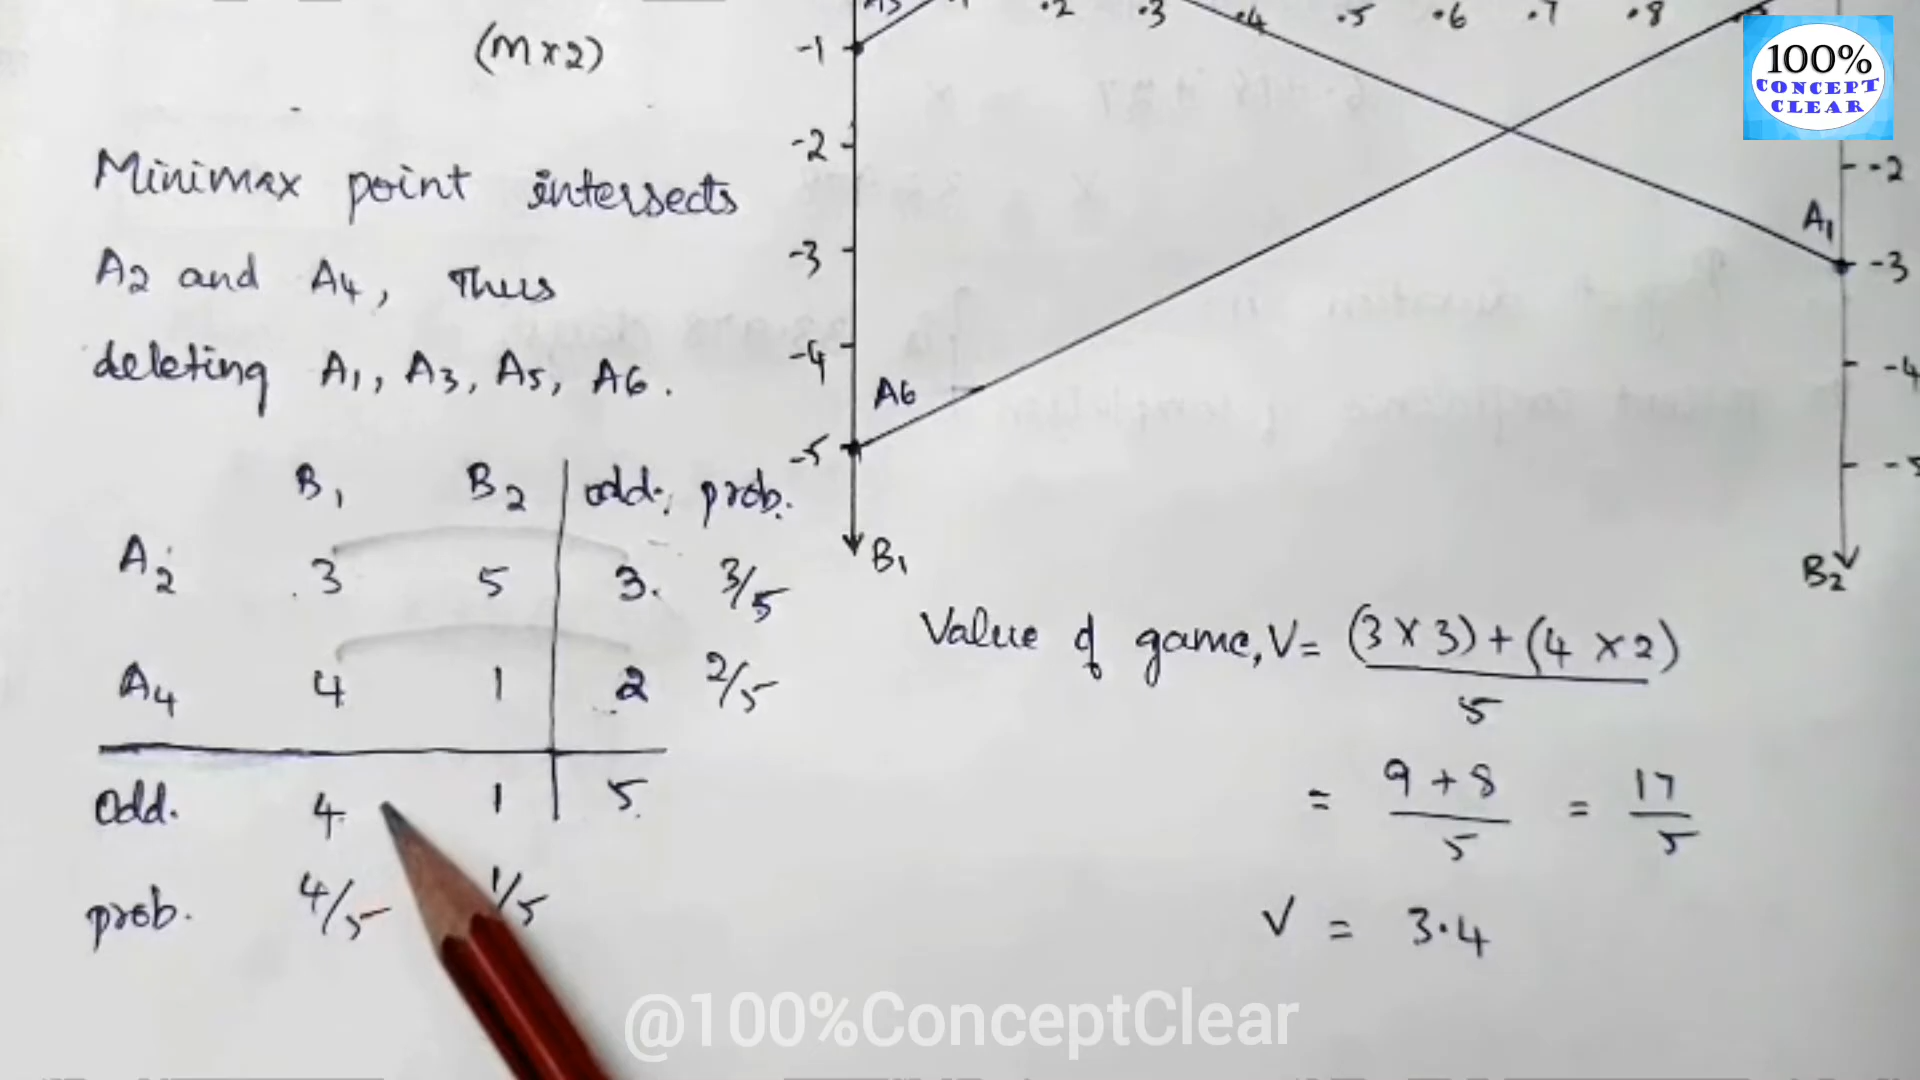 (m×2)
Minimax point intersects
A2 and A4, Thus
deleting A1, A3, A5, A6.
B1 B2 odd. prob.
A2 3 5 3. 3/5
A4 4 1 2 2/5
odd. 4 1 5
prob. 4/5 1/5
.2 .3 .4 .5 .6 .7 .8
-1
-2
-3
-4
-5
A6
B1
A1
-2
-3
-4
B2
Value of game, V = (3 × 3) + (4 × 2)
5
= 9 + 8 = 17
5 5
V = 3.4
100%
CONCEPT
CLEAR
@100%ConceptClear